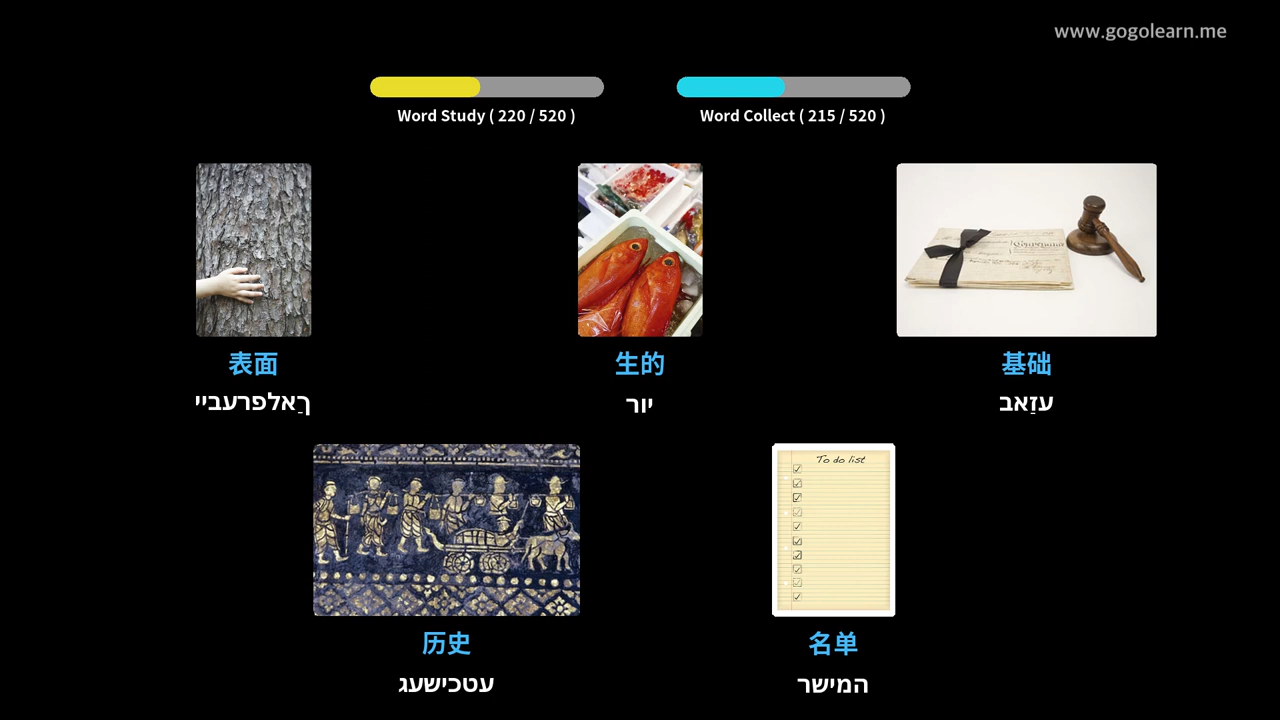 www.gogolearn.me
Word Study ( 220 / 520 )
Word Collect ( 215 / 520 )
表面
ךַאלפרעביי
生的
יור
基础
עזַאב
历史
עטכישעג
名单
המישר
To do list